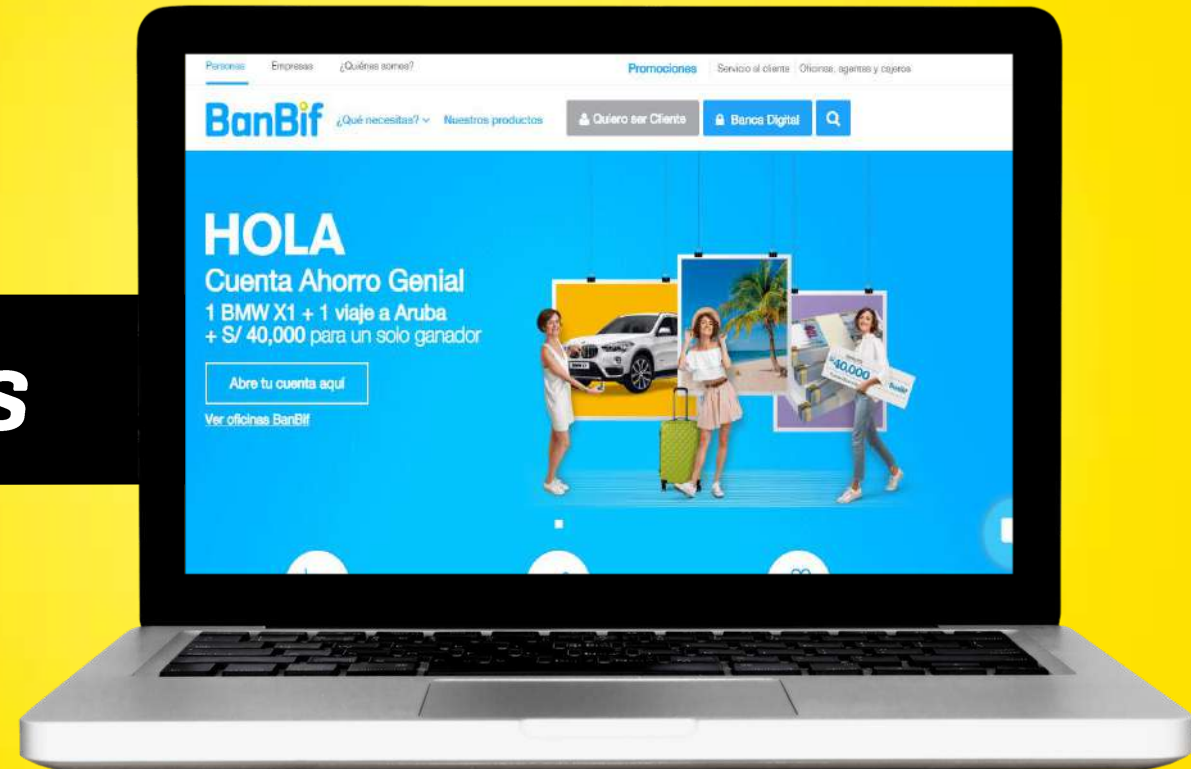 Personas Empresas ¿Quiénes somos? Promociones Servicio al cliente Oficinas, agentes y cajeros
BanBif ¿Qué necesitas? Nuestros productos Quiero ser Cliente Banca Digital
HOLA
Cuenta Ahorro Genial
1 BMW X1 + 1 viaje a Aruba
+ S/ 40,000 para un solo ganador
Abre tu cuenta aquí
Ver oficinas BanBif
40,000
BanBif
s